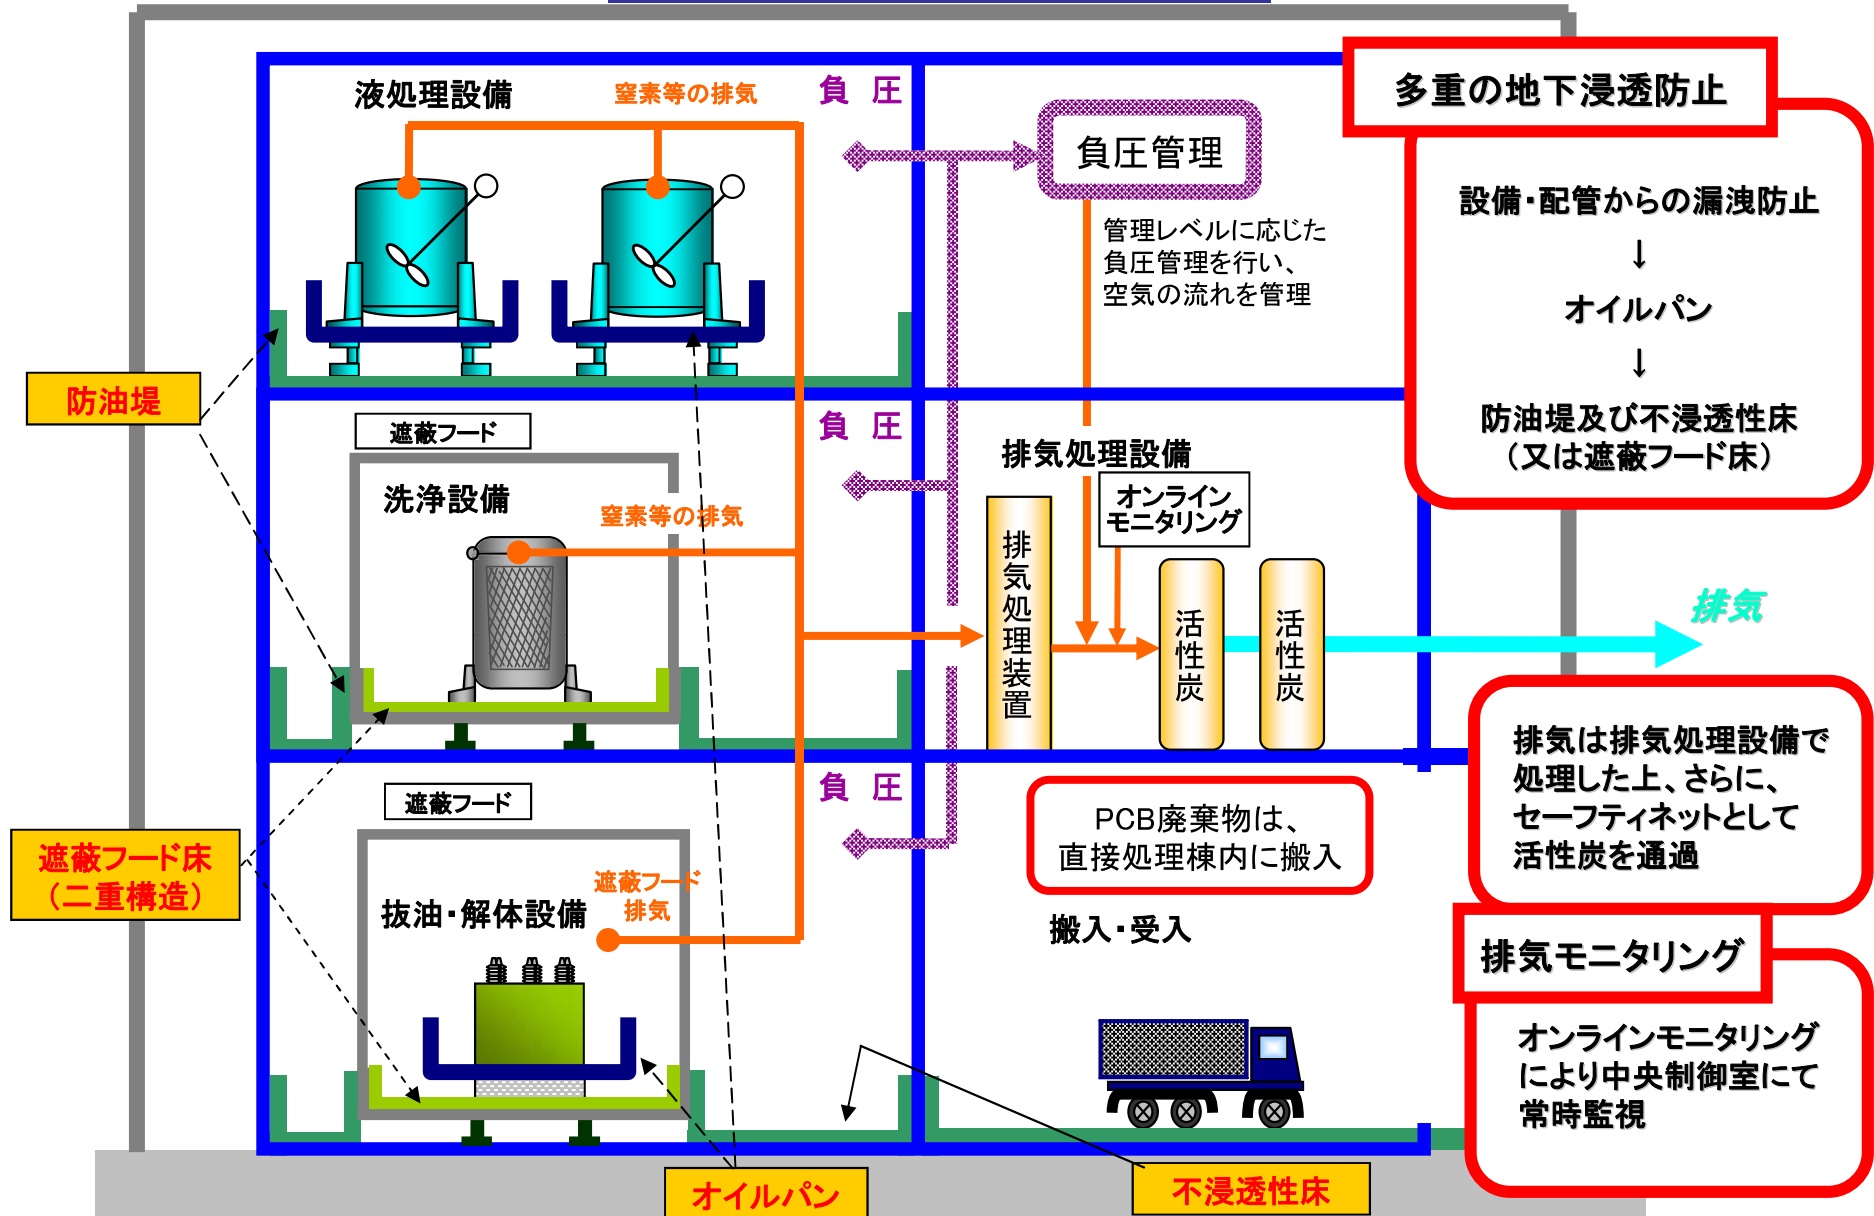 多重の地下浸透防止
設備・配管からの漏洩防止
↓
オイルパン
↓
防油堤及び不浸透性床
（又は遮蔽フード床）
液処理設備
窒素等の排気
負 圧
負圧管理
管理レベルに応じた
負圧管理を行い、
空気の流れを管理
防油堤
遮蔽フード
洗浄設備
窒素等の排気
負 圧
排気処理設備
オンライン
モニタリング
排気処理装置
活性炭
活性炭
排気
排気は排気処理設備で
処理した上、さらに、
セーフティネットとして
活性炭を通過
遮蔽フード
負 圧
遮蔽フード床
（二重構造）
抜油・解体設備
遮蔽フード
排気
PCB廃棄物は、
直接処理棟内に搬入
搬入・受入
排気モニタリング
オンラインモニタリング
により中央制御室にて
常時監視
オイルパン
不浸透性床